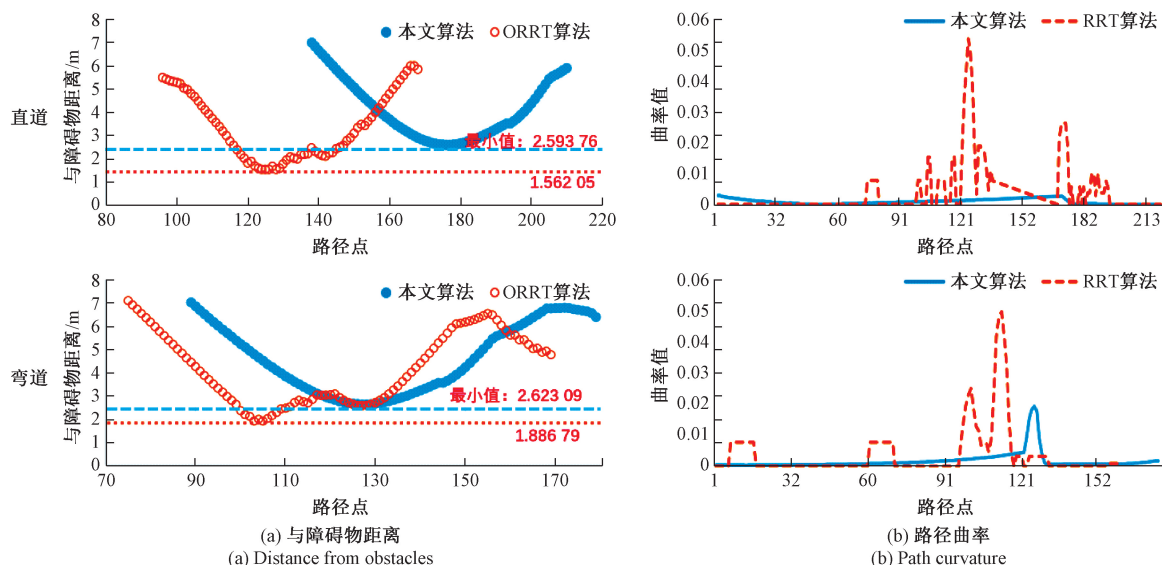 直道
与障碍物距离/m
8
7
6
5
4
3
2
1
0
本文算法 ORRT算法
最小值：2.593 76
1.562 05
80 100 120 140 160 180 200 220
路径点
曲率值
0.06
0.06
0.04
0.03
0.02
0.01
0
本文算法 RRT算法
1 32 60 91 121 152 182 213
路径点
弯道
与障碍物距离/m
8
7
6
5
4
3
2
1
0
本文算法 ORRT算法
最小值：2.623 09
1.886 79
70 90 110 130 150 170
路径点
(a) 与障碍物距离
(a) Distance from obstacles
曲率值
0.06
0.06
0.04
0.03
0.02
0.01
0
本文算法 RRT算法
1 32 60 91 121 152
路径点
(b) 路径曲率
(b) Path curvature